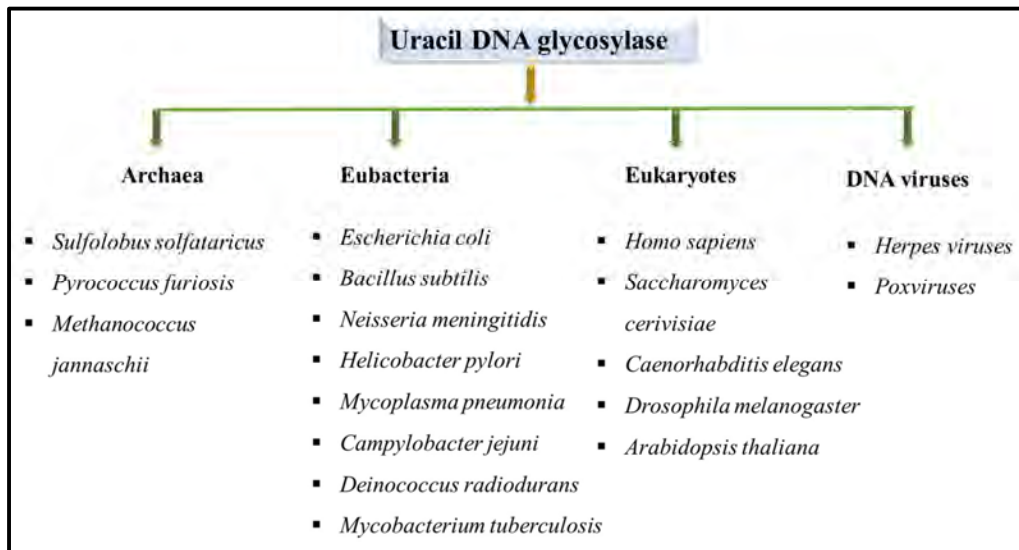 Uracil DNA glycosylase
Archaea
▪ Sulfolobus solfataricus
▪ Pyrococcus furiosis
▪ Methanococcus
jannaschii
Eubacteria
▪ Escherichia coli
▪ Bacillus subtilis
▪ Neisseria meningitidis
▪ Helicobacter pylori
▪ Mycoplasma pneumonia
▪ Campylobacter jejuni
▪ Deinococcus radiodurans
▪ Mycobacterium tuberculosis
Eukaryotes
▪ Homo sapiens
▪ Saccharomyces
cerivisiae
▪ Caenorhabditis elegans
▪ Drosophila melanogaster
▪ Arabidopsis thaliana
DNA viruses
▪ Herpes viruses
▪ Poxviruses